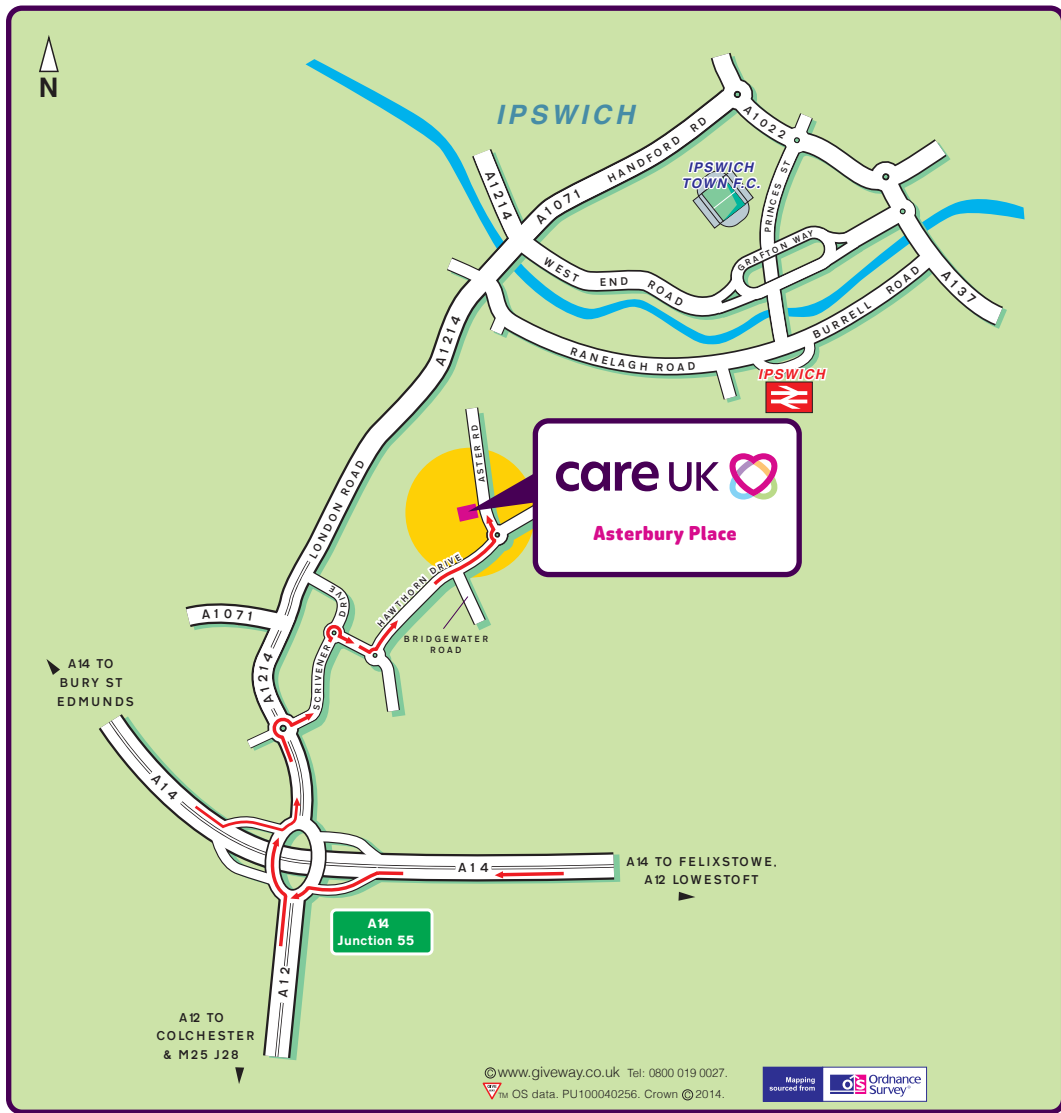 N
IPSWICH
A1022
HANDFORD RD
A1071
IPSWICH
TOWN F.C.
PRINCES ST
A1214
GRAFTON WAY
WEST END ROAD
A137
BURRELL ROAD
RANELAGH ROAD
A1214
IPSWICH
ASTER RD
care UK
Asterbury Place
LONDON ROAD
HAWTHORN DRIVE
DRIVE
A1071
BRIDGEWATER
ROAD
SCRIVENER
A1214
A14 TO
BURY ST
EDMUNDS
A14
A14
A14 TO FELIXSTOWE,
A12 LOWESTOFT
A14
Junction 55
A12
A12 TO
COLCHESTER
& M25 J28
©www.giveway.co.uk Tel: 0800 019 0027.
GIVE TM OS data. PU100040256. Crown © 2014.
Mapping
sourced from
OS Ordnance
Survey®